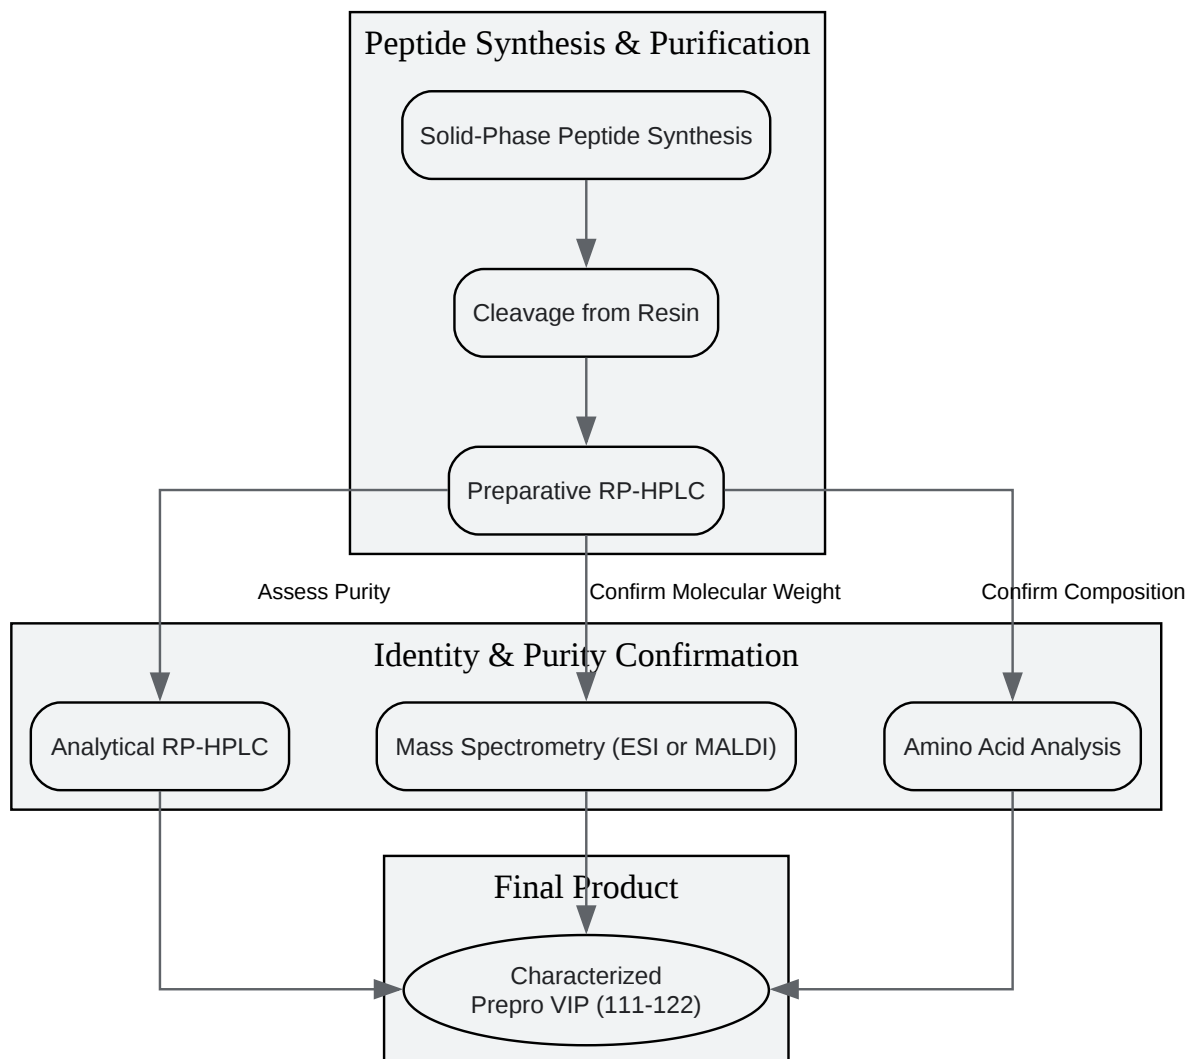 Peptide Synthesis & Purification
Solid-Phase Peptide Synthesis
Cleavage from Resin
Preparative RP-HPLC
Assess Purity
Confirm Molecular Weight
Confirm Composition
Identity & Purity Confirmation
Analytical RP-HPLC
Mass Spectrometry (ESI or MALDI)
Amino Acid Analysis
Final Product
Characterized
Prepro VIP (111-122)